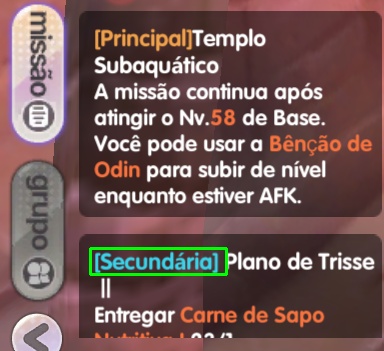 missão
grupo
[Principal]Templo
Subaquático
A missão continua após
atingir o Nv.58 de Base.
Você pode usar a Bênção de
Odin para subir de nível
enquanto estiver AFK.
[Secundária] Plano de Trisse
||
Entregar Carne de Sapo